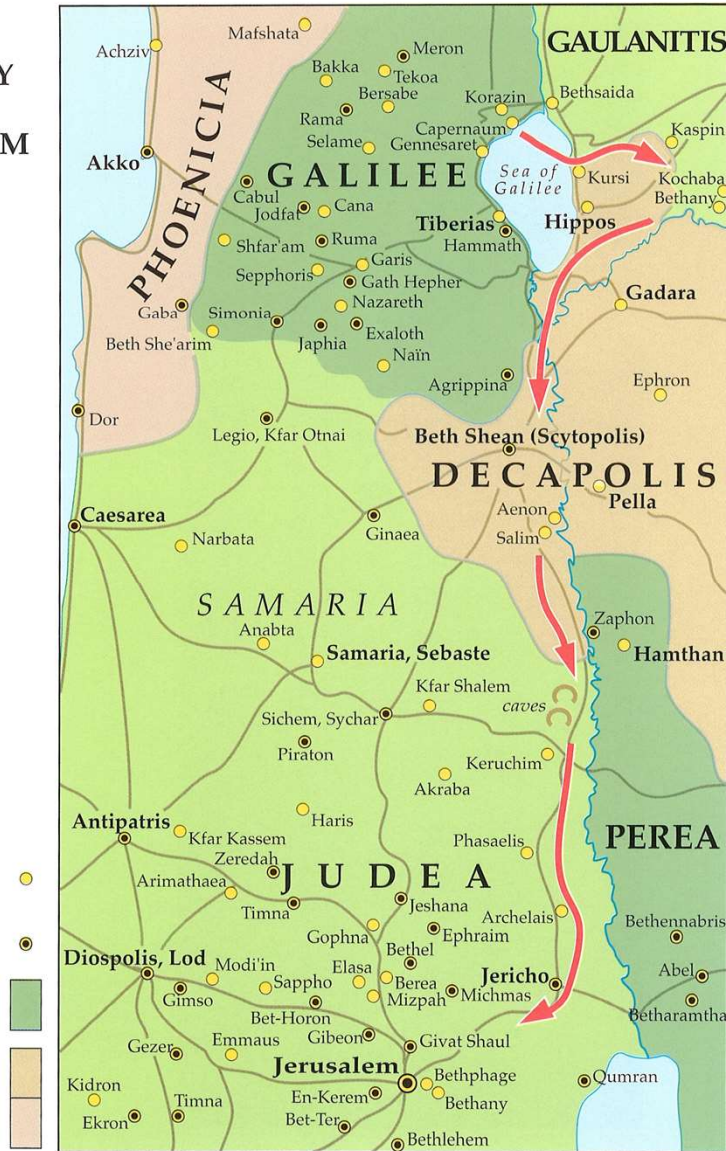 Y
M
Achziv
Mafshata
Meron
GAULANITIS
Bakka
Tekoa
Bersabe
Rama
Selame
Korazin
Bethsaida
Capernaum
Gennesaret
Kaspin
Akko
PHOENICIA
GALILEE
Sea of
Galilee
Kursi
Kochaba
Bethany
Cabul
Jodfat
Cana
Tiberias
Hippos
Hammath
Shfar'am
Ruma
Garis
Sepphoris
Gath Hepher
Gadara
Gaba
Simonia
Nazareth
Beth She'arim
Japhia
Exaloth
Naïn
Agrippina
Ephron
Dor
Legio, Kfar Otnai
Beth Shean (Scytopolis)
DECAPOLIS
Pella
Caesarea
Ginaea
Aenon
Salim
Narbata
SAMARIA
Anabta
Zaphon
Samaria, Sebaste
Hamthan
Kfar Shalem
caves
Sichem, Sychar
Piraton
Keruchim
Akraba
Haris
Antipatris
Kfar Kassem
Zeredah
Phasaelis
PEREA
JUDEA
Arimathaea
Timna
Jeshana
Archelais
Gophna
Ephraim
Bethennabris
Bethel
Diospolis, Lod
Modi'in
Elasa
Jericho
Abel
Gimso
Sappho
Berea
Mizpah
Michmas
Bet-Horon
Betharamtha
Gibeon
Givat Shaul
Gezer
Emmaus
Jerusalem
Bethphage
Qumran
Kidron
En-Kerem
Bethany
Timna
Ekron
Bet-Ter
Bethlehem